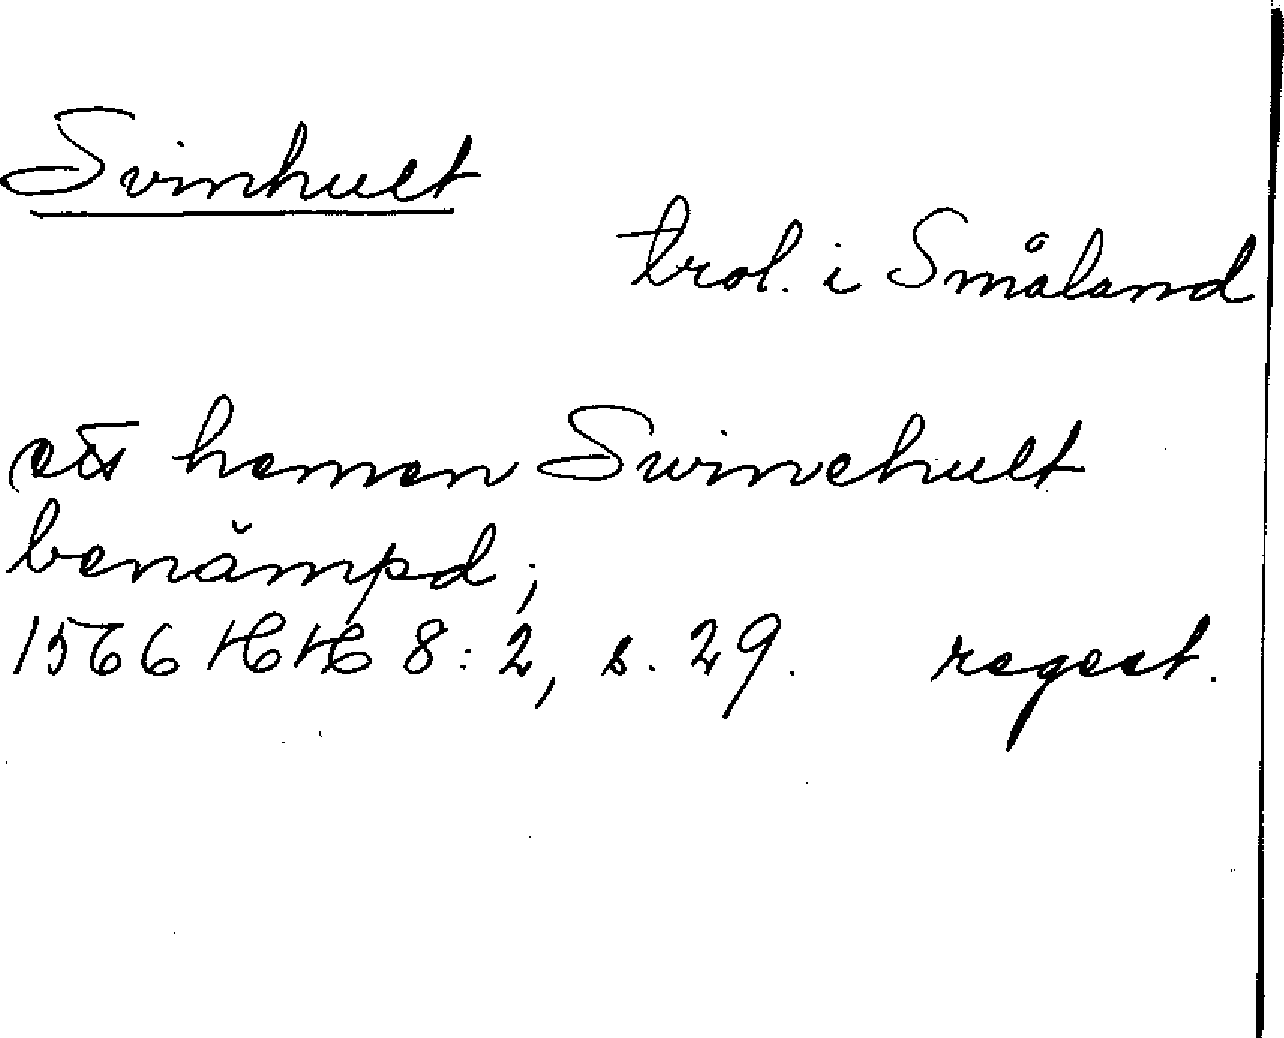 Svinhult
trol. i Småland
ett hemen Swinehult
benämpd;
1566 HH 8:2, s. 29. regest.